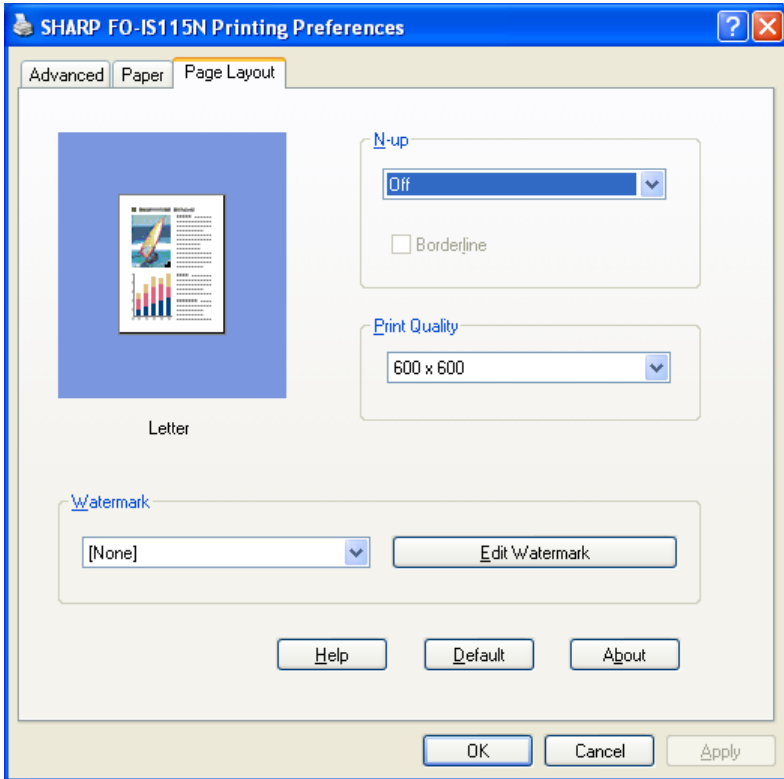 SHARP FO-IS115N Printing Preferences
Advanced Paper Page Layout
N-up
Off
Borderline
Print Quality
600 x 600
Letter
Watermark
[None] Edit Watermark
Help Default About
OK Cancel Apply